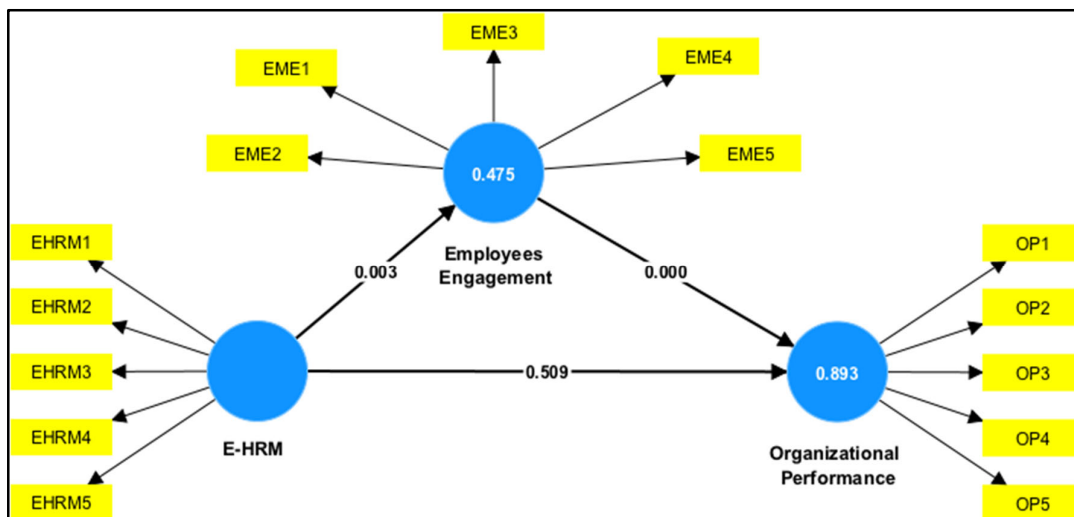 EME3
EME1
EME4
EME2
EME5
0.475
Employees
Engagement
EHRM1
EHRM2
EHRM3
EHRM4
EHRM5
0.003
0.000
0.509
E-HRM
0.893
Organizational
Performance
OP1
OP2
OP3
OP4
OP5